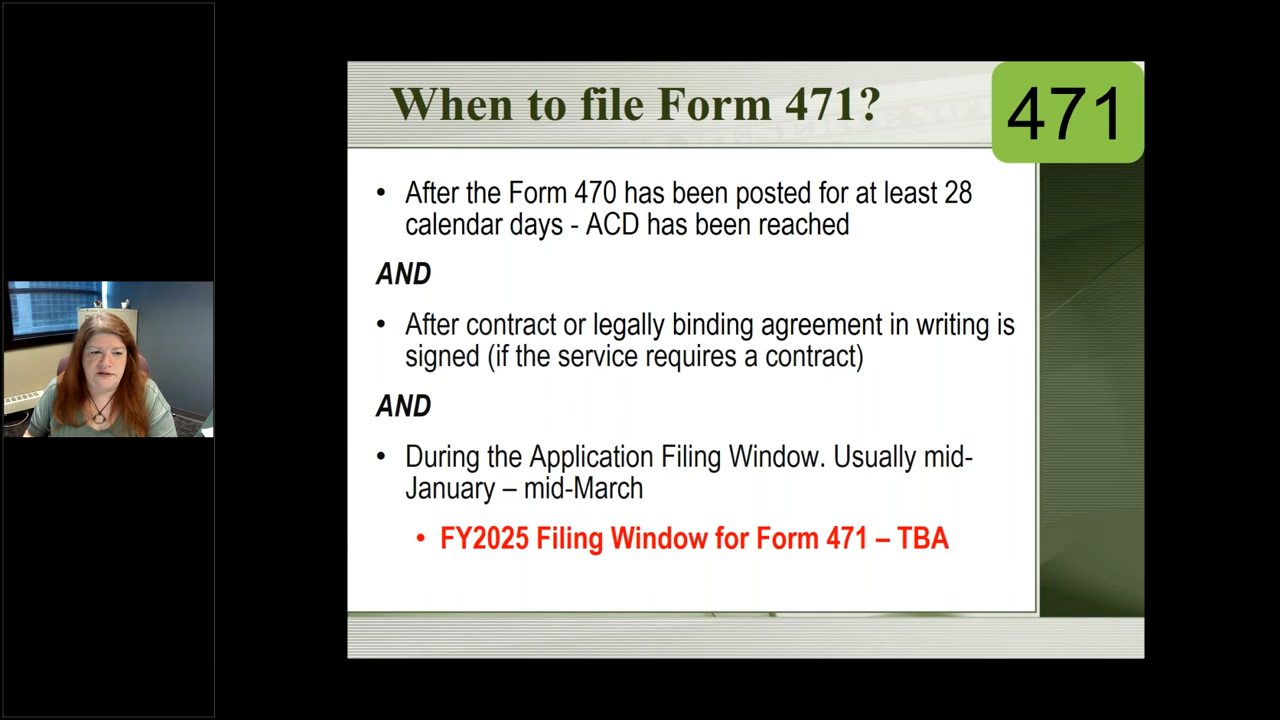 When to file Form 471?
471
• After the Form 470 has been posted for at least 28
calendar days - ACD has been reached
AND
• After contract or legally binding agreement in writing is
signed (if the service requires a contract)
AND
• During the Application Filing Window. Usually mid-
January – mid-March
• FY2025 Filing Window for Form 471 – TBA